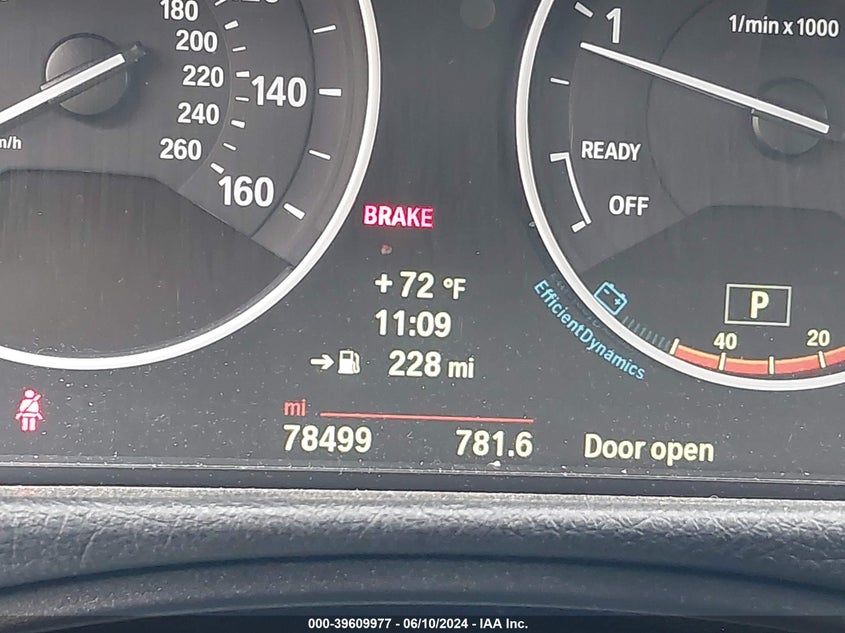 180
200
220
240
260
140
160
m/h
1
1/min x 1000
READY
OFF
BRAKE
+72 °F
11:09
228 mi
EfficientDynamics
P
40
20
mi
78499
781.6
Door open
000-39609977 - 06/10/2024 - IAA Inc.